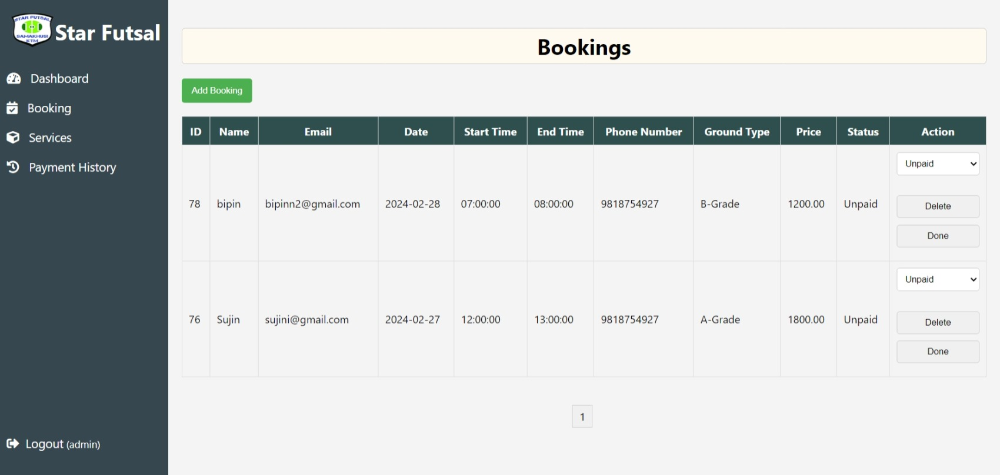 STAR FUTSAL
SAMAKHUSI
KTM
Star Futsal
Dashboard
Booking
Services
Payment History
Logout (admin)
Bookings
Add Booking
ID Name Email Date Start Time End Time Phone Number Ground Type Price Status Action
Unpaid
78 bipin bipinn2@gmail.com 2024-02-28 07:00:00 08:00:00 9818754927 B-Grade 1200.00 Unpaid Delete
Done
Unpaid
76 Sujin sujini@gmail.com 2024-02-27 12:00:00 13:00:00 9818754927 A-Grade 1800.00 Unpaid Delete
Done
1